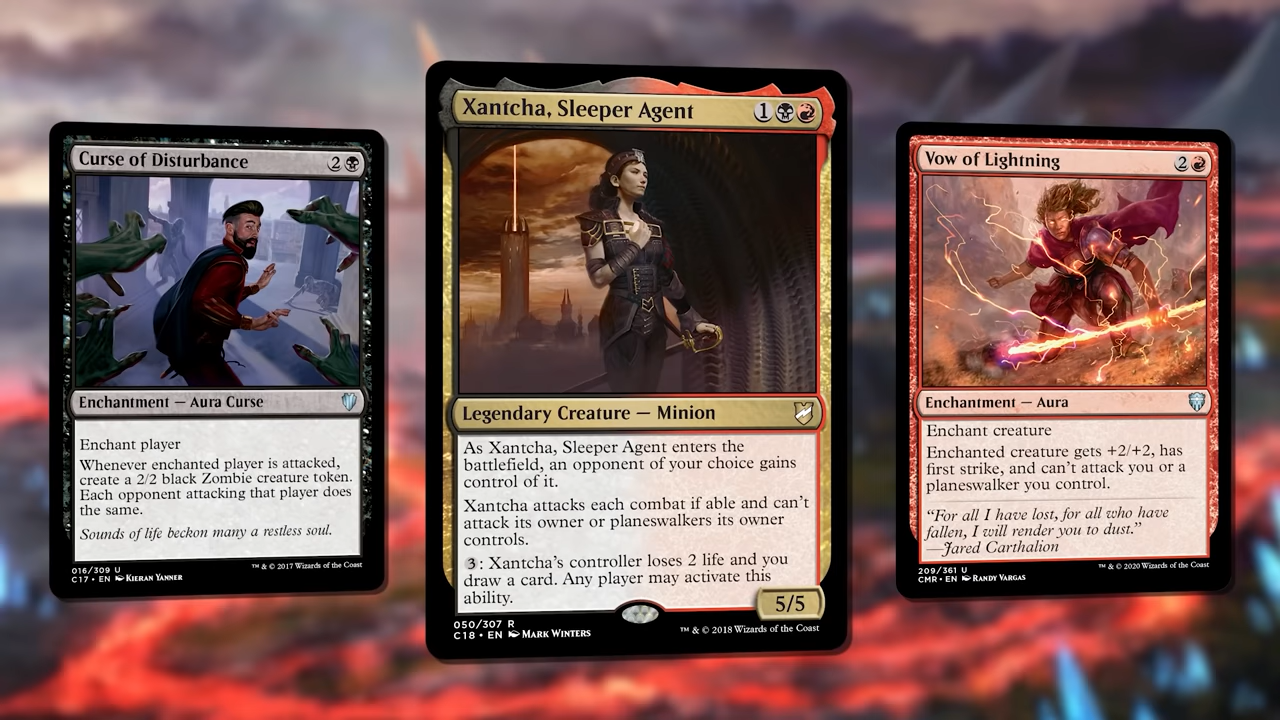 Curse of Disturbance 2
Enchantment — Aura Curse
Enchant player
Whenever enchanted player is attacked,
create a 2/2 black Zombie creature token.
Each opponent attacking that player does
the same.
Sounds of life beckon many a restless soul.
016/309 U
C17 • EN Kieran Yanner
™ & © 2017 Wizards of the Coast
Xantcha, Sleeper Agent 1
Legendary Creature — Minion
As Xantcha, Sleeper Agent enters the
battlefield, an opponent of your choice gains
control of it.
Xantcha attacks each combat if able and can't
attack its owner or planeswalkers its owner
controls.
3: Xantcha's controller loses 2 life and you
draw a card. Any player may activate this
ability.
5/5
050/307 R
C18 • EN Mark Winters
™ & © 2018 Wizards of the Coast
Vow of Lightning 2
Enchantment — Aura
Enchant creature
Enchanted creature gets +2/+2, has
first strike, and can't attack you or a
planeswalker you control.
"For all I have lost, for all who have
fallen, I will render you to dust."
—Jared Carthalion
209/361 U
CMR • EN Randy Vargas
™ & © 2020 Wizards of the Coast